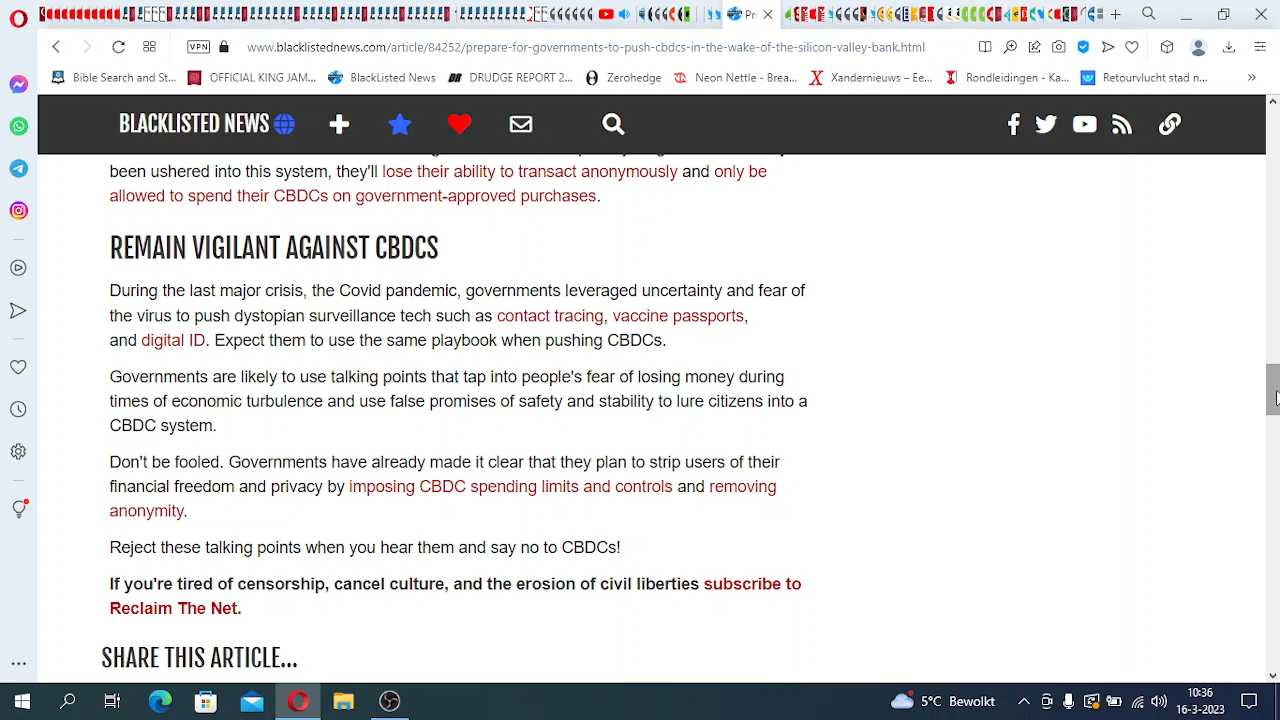 Pr
VPN
www.blacklistednews.com/article/84252/prepare-for-governments-to-push-cbdcs-in-the-wake-of-the-silicon-valley-bank.html
Bible Search and St...
OFFICIAL KING JAM...
BlackListed News
DRUDGE REPORT 2...
Zerohedge
Neon Nettle - Brea...
Xandernieuws – Ee...
Rondleidingen - Ka...
Retourvlucht stad n...
BLACKLISTED NEWS
been ushered into this system, they'll lose their ability to transact anonymously and only be
allowed to spend their CBDCs on government-approved purchases.
REMAIN VIGILANT AGAINST CBDCS
During the last major crisis, the Covid pandemic, governments leveraged uncertainty and fear of
the virus to push dystopian surveillance tech such as contact tracing, vaccine passports,
and digital ID. Expect them to use the same playbook when pushing CBDCs.
Governments are likely to use talking points that tap into people's fear of losing money during
times of economic turbulence and use false promises of safety and stability to lure citizens into a
CBDC system.
Don't be fooled. Governments have already made it clear that they plan to strip users of their
financial freedom and privacy by imposing CBDC spending limits and controls and removing
anonymity.
Reject these talking points when you hear them and say no to CBDCs!
If you're tired of censorship, cancel culture, and the erosion of civil liberties subscribe to
Reclaim The Net.
SHARE THIS ARTICLE...
5°C Bewolkt
10:36
16-3-2023